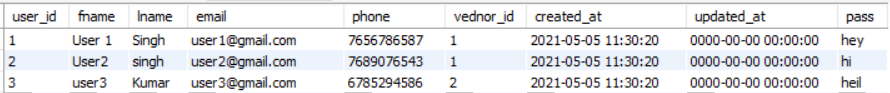 user_id fname lname email phone vednor_id created_at updated_at pass
1 User 1 Singh user1@gmail.com 7656786587 1 2021-05-05 11:30:20 0000-00-00 00:00:00 hey
2 User2 singh user2@gmail.com 7689076543 1 2021-05-05 11:30:20 0000-00-00 00:00:00 hi
3 user3 Kumar user3@gmail.com 6785294586 2 2021-05-05 11:30:20 0000-00-00 00:00:00 heil